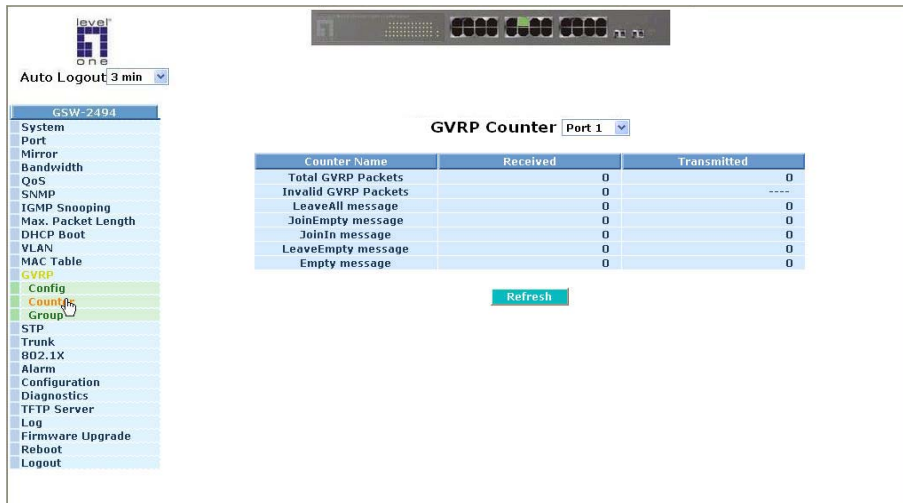 level
one
Auto Logout 3 min
GSW-2494
System
Port
Mirror
Bandwidth
QoS
SNMP
IGMP Snooping
Max. Packet Length
DHCP Boot
VLAN
MAC Table
GVRP
Config
Counter
Group
STP
Trunk
802.1X
Alarm
Configuration
Diagnostics
TFTP Server
Log
Firmware Upgrade
Reboot
Logout
GVRP Counter Port 1
Counter Name Received Transmitted
Total GVRP Packets 0 0
Invalid GVRP Packets 0 ----
LeaveAll message 0 0
JoinEmpty message 0 0
JoinIn message 0 0
LeaveEmpty message 0 0
Empty message 0 0
Refresh